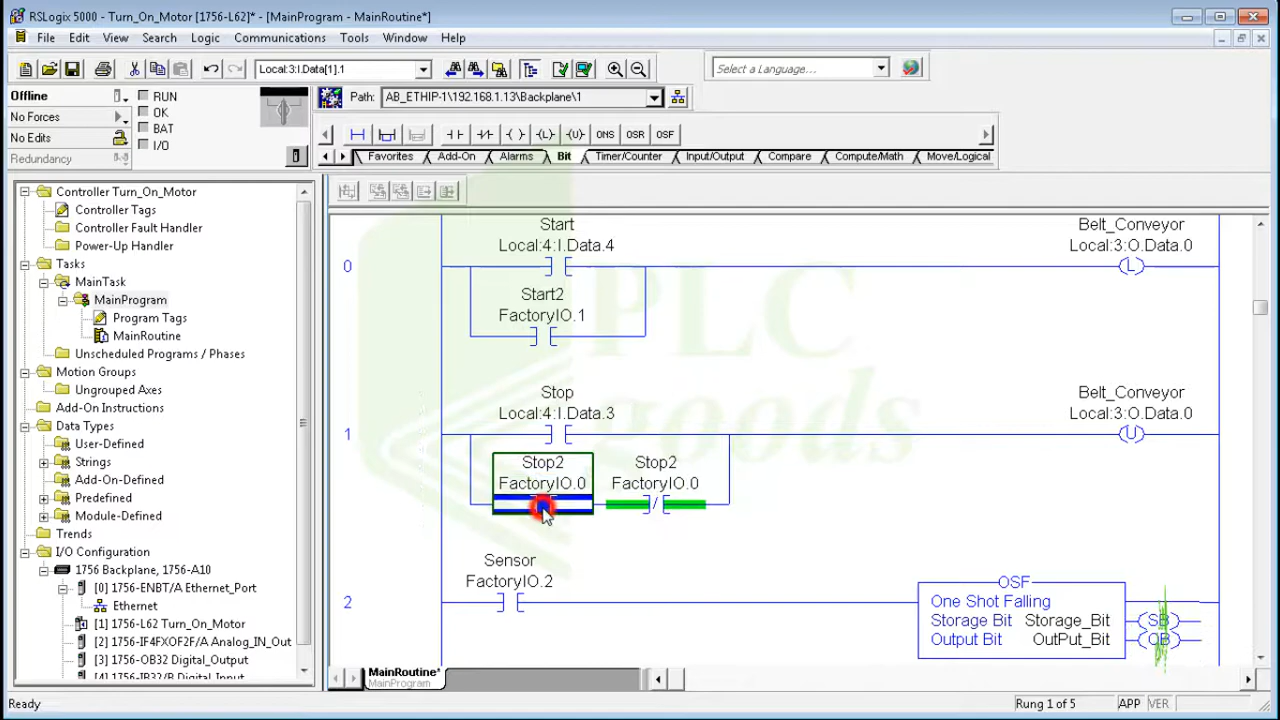 RSLogix 5000 - Turn_On_Motor [1756-L62]* - [MainProgram - MainRoutine*]
File Edit View Search Logic Communications Tools Window Help
Local:3:I.Data[1].1
Select a Language...
Offline
RUN
No Forces
OK
No Edits
BAT
Redundancy
I/O
Path: AB_ETHIP-1\192.168.1.13\Backplane\1
(L) (U) ONS OSR OSF
Favorites Add-On Alarms Bit Timer/Counter Input/Output Compare Compute/Math Move/Logical
Controller Turn_On_Motor
Controller Tags
Controller Fault Handler
Power-Up Handler
Tasks
MainTask
MainProgram
Program Tags
MainRoutine
Unscheduled Programs / Phases
Motion Groups
Ungrouped Axes
Add-On Instructions
Data Types
User-Defined
Strings
Add-On-Defined
Predefined
Module-Defined
Trends
I/O Configuration
1756 Backplane, 1756-A10
[0] 1756-ENBT/A Ethernet_Port
Ethernet
[1] 1756-L62 Turn_On_Motor
[2] 1756-IF4FXOF2F/A Analog_IN_Out
[3] 1756-OB32 Digital_Output
[4] 1756-IB32/B Digital_Input
Start Belt_Conveyor
Local:4:I.Data.4 Local:3:O.Data.0
0 L
Start2
FactoryIO.1
PLC
goods
Stop Belt_Conveyor
Local:4:I.Data.3 Local:3:O.Data.0
1 U
Stop2 Stop2
FactoryIO.0 FactoryIO.0
Sensor
FactoryIO.2
2
OSF
One Shot Falling
Storage Bit Storage_Bit SB
Output Bit OutPut_Bit OB
MainRoutine*
MainProgram
Ready Rung 1 of 5 APP VER